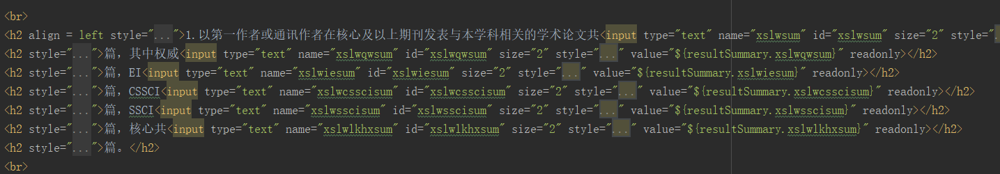 <br>
<h2 align = left style="...">1.以第一作者或通讯作者在核心及以上期刊发表与本学科相关的学术论文共<input type="text" name="xslwsum" id="xslwsum" size="2" style="..
<h2 style="...">篇，其中权威<input type="text" name="xslwqwsum" id="xslwqwsum" size="2" style="..." value="${resultSummary.xslwqwsum}" readonly></h2>
<h2 style="...">篇，EI<input type="text" name="xslwiesum" id="xslwiesum" size="2" style="..." value="${resultSummary.xslwiesum}" readonly></h2>
<h2 style="...">篇，CSSCI<input type="text" name="xslwcsscisum" id="xslwcsscisum" size="2" style="..." value="${resultSummary.xslwcsscisum}" readonly></h2>
<h2 style="...">篇，SSCI<input type="text" name="xslwsscisum" id="xslwsscisum" size="2" style="..." value="${resultSummary.xslwsscisum}" readonly></h2>
<h2 style="...">篇，核心共<input type="text" name="xslwlkhxsum" id="xslwlkhxsum" size="2" style="..." value="${resultSummary.xslwlkhxsum}" readonly></h2>
<h2 style="...">篇。</h2>
<br>